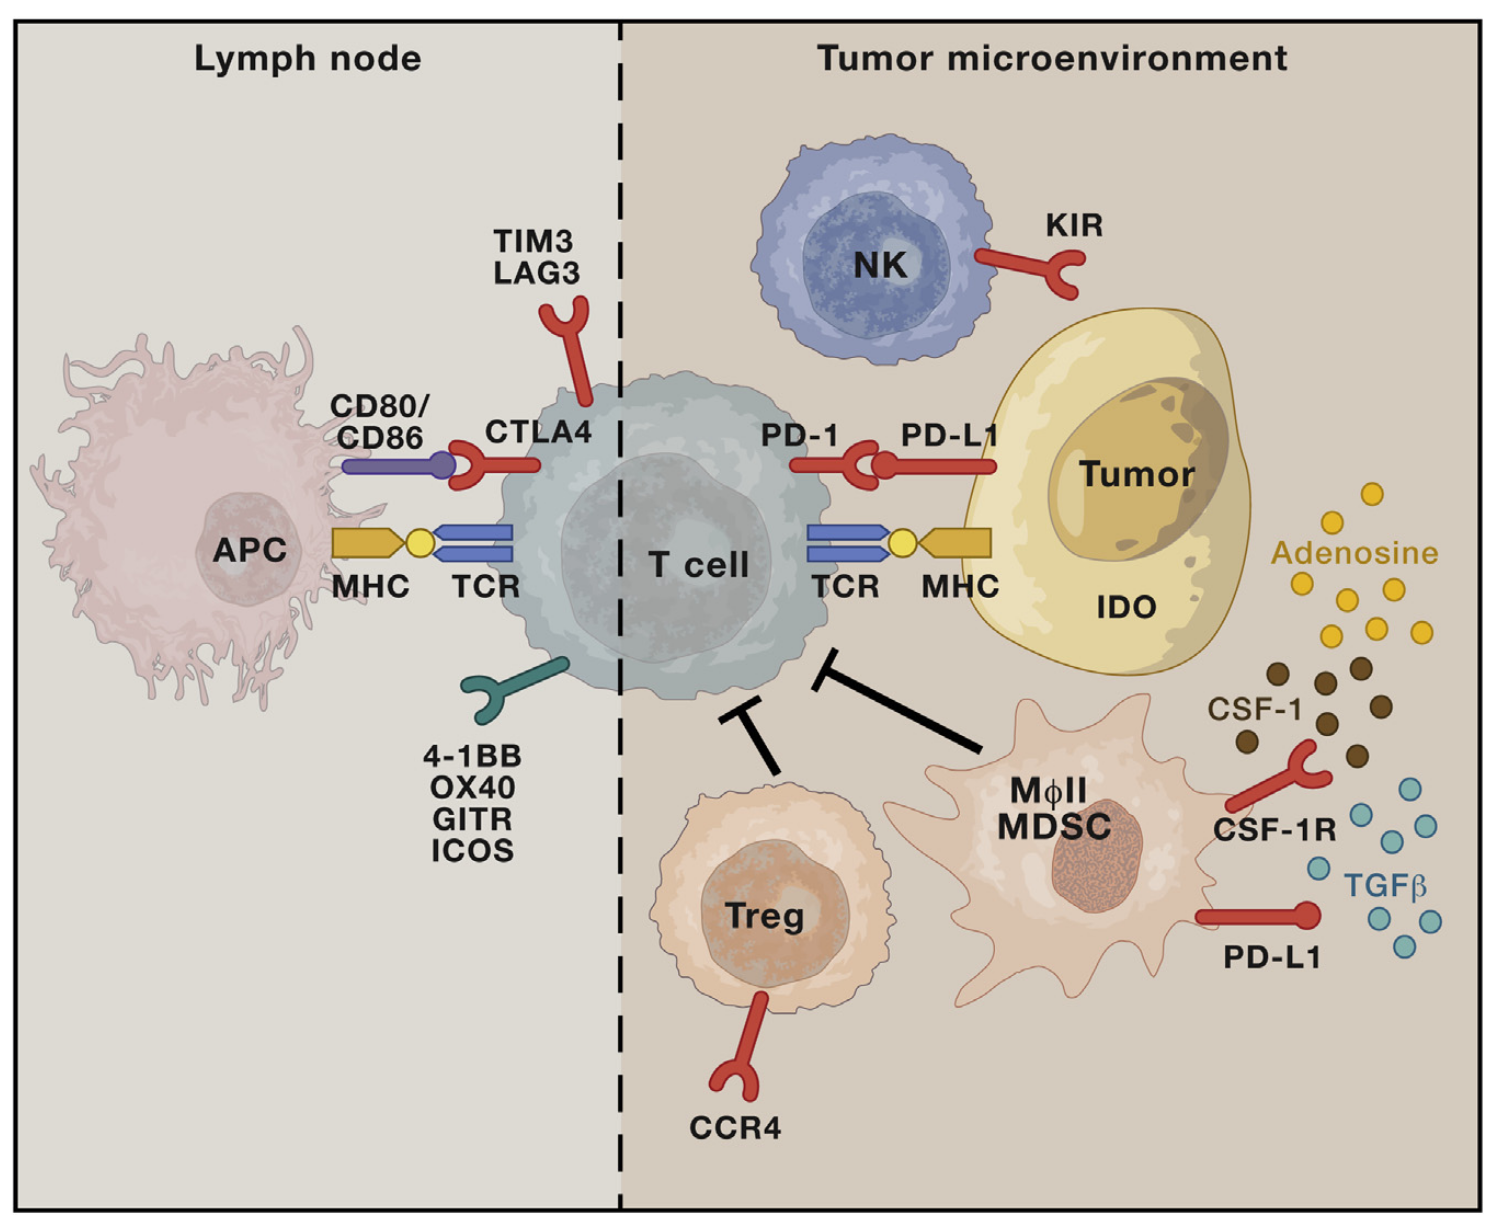 Lymph node
Tumor microenvironment
KIR
NK
TIM3
LAG3
CD80/
CD86
CTLA4
PD-1
PD-L1
Tumor
APC
MHC
TCR
T cell
TCR
MHC
IDO
Adenosine
CSF-1
4-1BB
OX40
GITR
ICOS
MϕII
MDSC
CSF-1R
TGFβ
Treg
PD-L1
CCR4